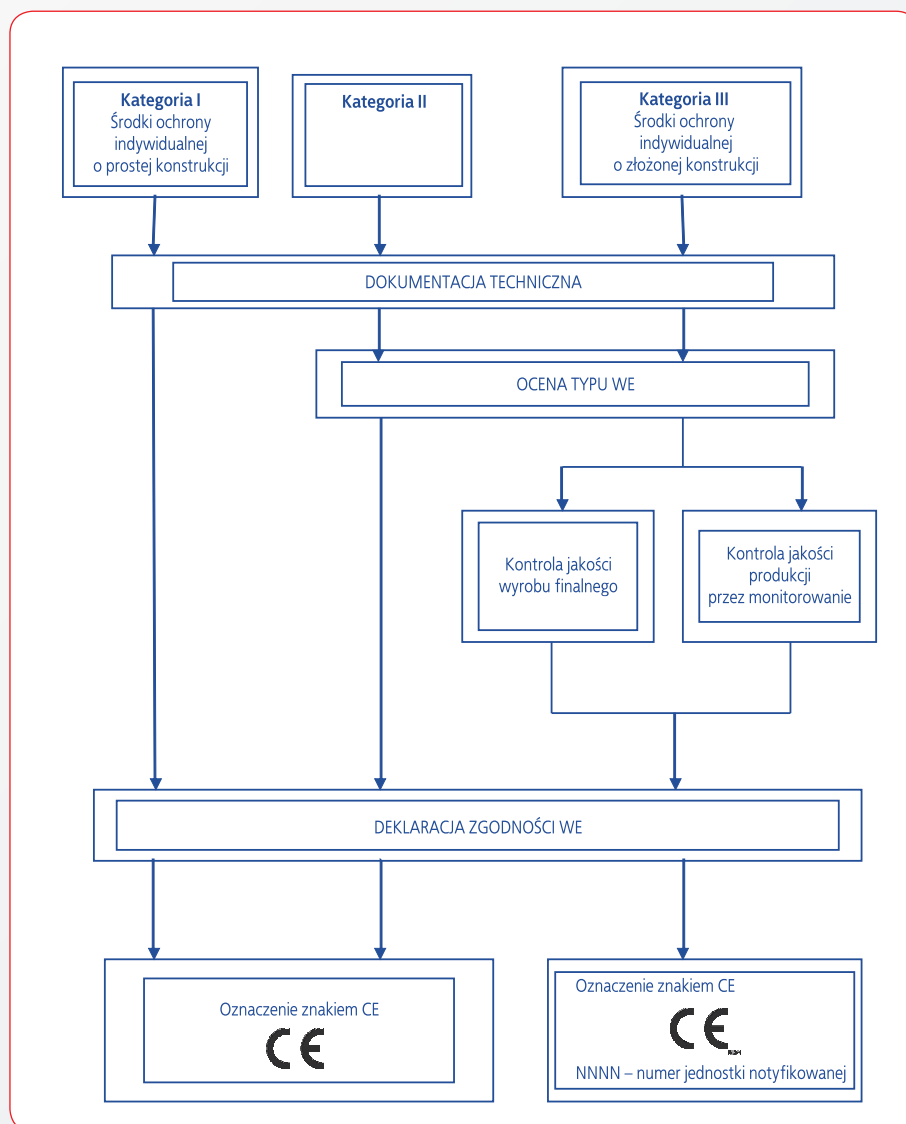 Kategoria I
Środki ochrony
indywidualnej
o prostej konstrukcji
Kategoria II
Kategoria III
Środki ochrony
indywidualnej
o złożonej konstrukcji
DOKUMENTACJA TECHNICZNA
OCENA TYPU WE
Kontrola jakości
wyrobu finalnego
Kontrola jakości
produkcji
przez monitorowanie
DEKLARACJA ZGODNOŚCI WE
Oznaczenie znakiem CE
CE
Oznaczenie znakiem CE
CE
NNNN – numer jednostki notyfikowanej